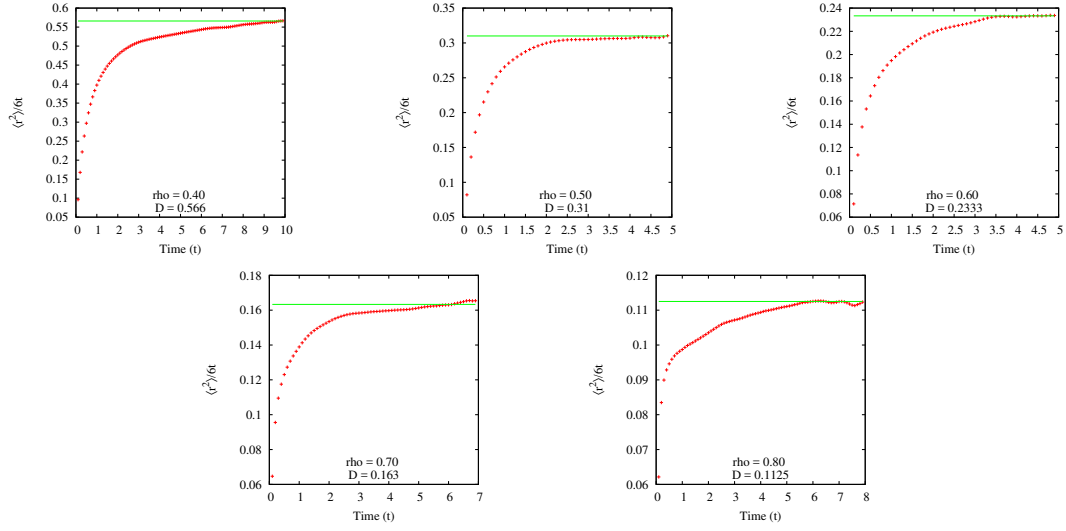 0.6
0.55
0.5
0.45
0.4
0.35
0.3
0.25
0.2
0.15
0.1
0.05
⟨r²⟩/6t
rho = 0.40
D = 0.566
0 1 2 3 4 5 6 7 8 9 10
Time (t)
0.35
0.3
0.25
0.2
0.15
0.1
0.05
⟨r²⟩/6t
rho = 0.50
D = 0.31
0 0.5 1 1.5 2 2.5 3 3.5 4 4.5 5
Time (t)
0.24
0.22
0.2
0.18
0.16
0.14
0.12
0.1
0.08
0.06
⟨r²⟩/6t
rho = 0.60
D = 0.2333
0 0.5 1 1.5 2 2.5 3 3.5 4 4.5 5
Time (t)
0.18
0.16
0.14
0.12
0.1
0.08
0.06
⟨r²⟩/6t
rho = 0.70
D = 0.163
0 1 2 3 4 5 6 7
Time (t)
0.12
0.11
0.1
0.09
0.08
0.07
0.06
⟨r²⟩/6t
rho = 0.80
D = 0.1125
0 1 2 3 4 5 6 7 8
Time (t)